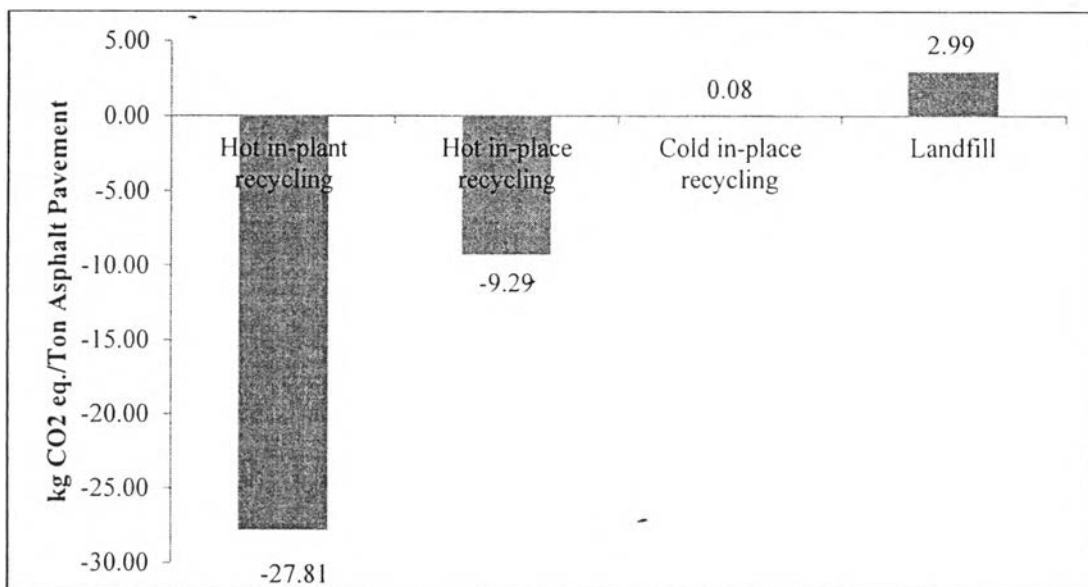 kg CO2 eq./Ton Asphalt Pavement
5.00
0.00
-5.00
-10.00
-15.00
-20.00
-25.00
-30.00
2.99
0.08
Hot in-plant
recycling
Hot in-place
recycling
Cold in-place
recycling
Landfill
-9.29
-27.81